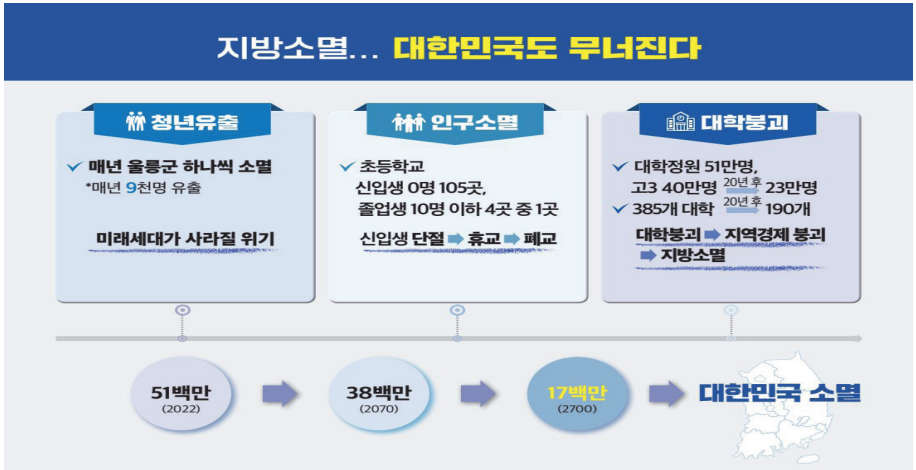 지방소멸... 대한민국도 무너진다
청년유출
매년 울릉군 하나씩 소멸
*매년 9천명 유출
미래세대가 사라질 위기
인구소멸
초등학교
신입생 0명 105곳,
졸업생 10명 이하 4곳 중 1곳
신입생 단절 ➡ 휴교 ➡ 폐교
대학붕괴
대학정원 51만명,
고3 40만명 20년 후 23만명
385개 대학 20년 후 190개
대학붕괴 ➡ 지역경제 붕괴
➡ 지방소멸
51백만
(2022)
38백만
(2070)
17백만
(2700)
대한민국 소멸